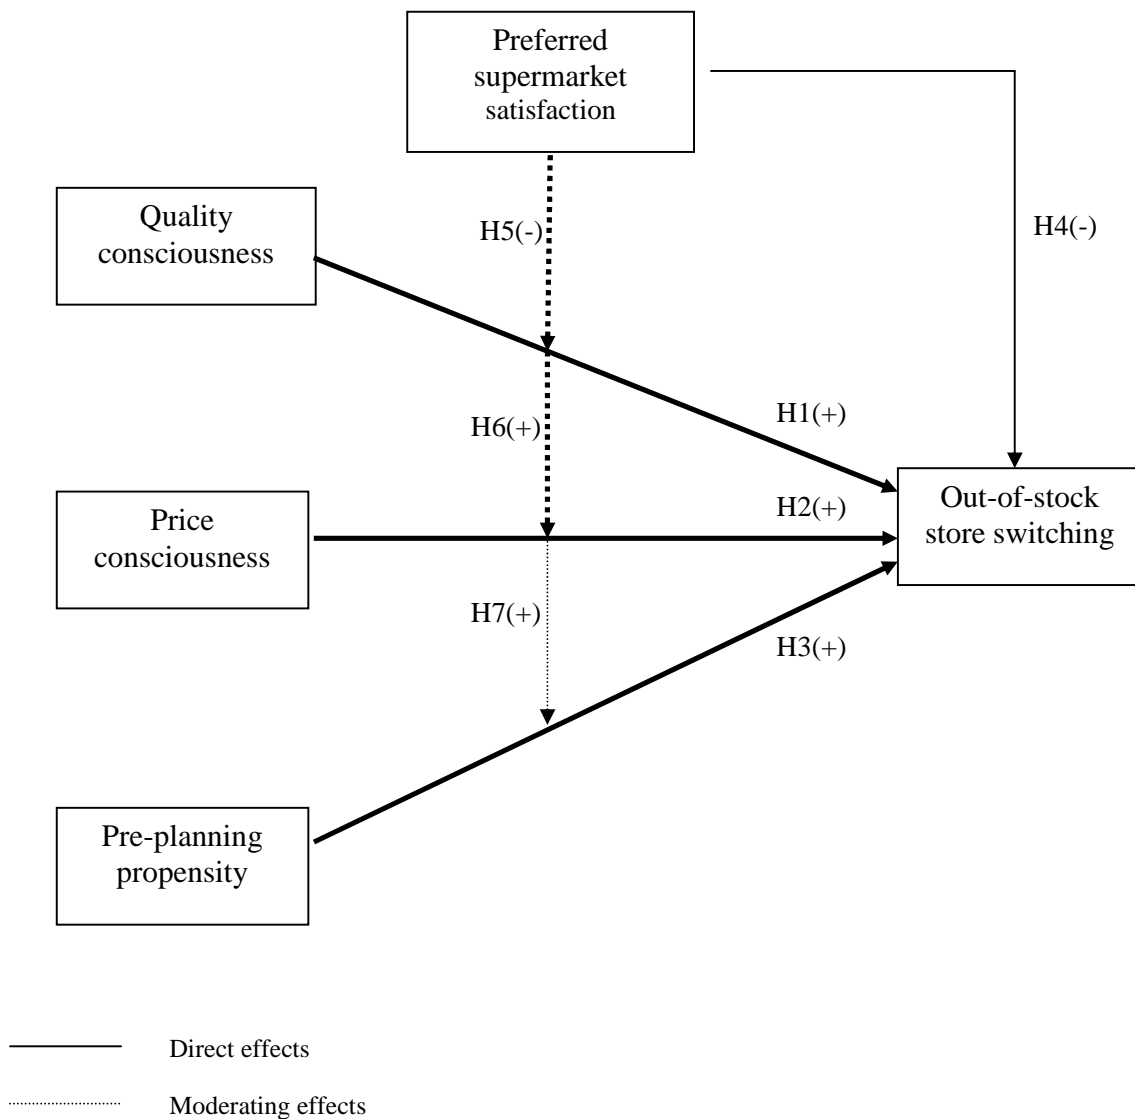 Preferred
supermarket
satisfaction
Quality
consciousness
H5(-)
H4(-)
H1(+)
H6(+)
Price
consciousness
H2(+)
Out-of-stock
store switching
H7(+)
H3(+)
Pre-planning
propensity
Direct effects
Moderating effects